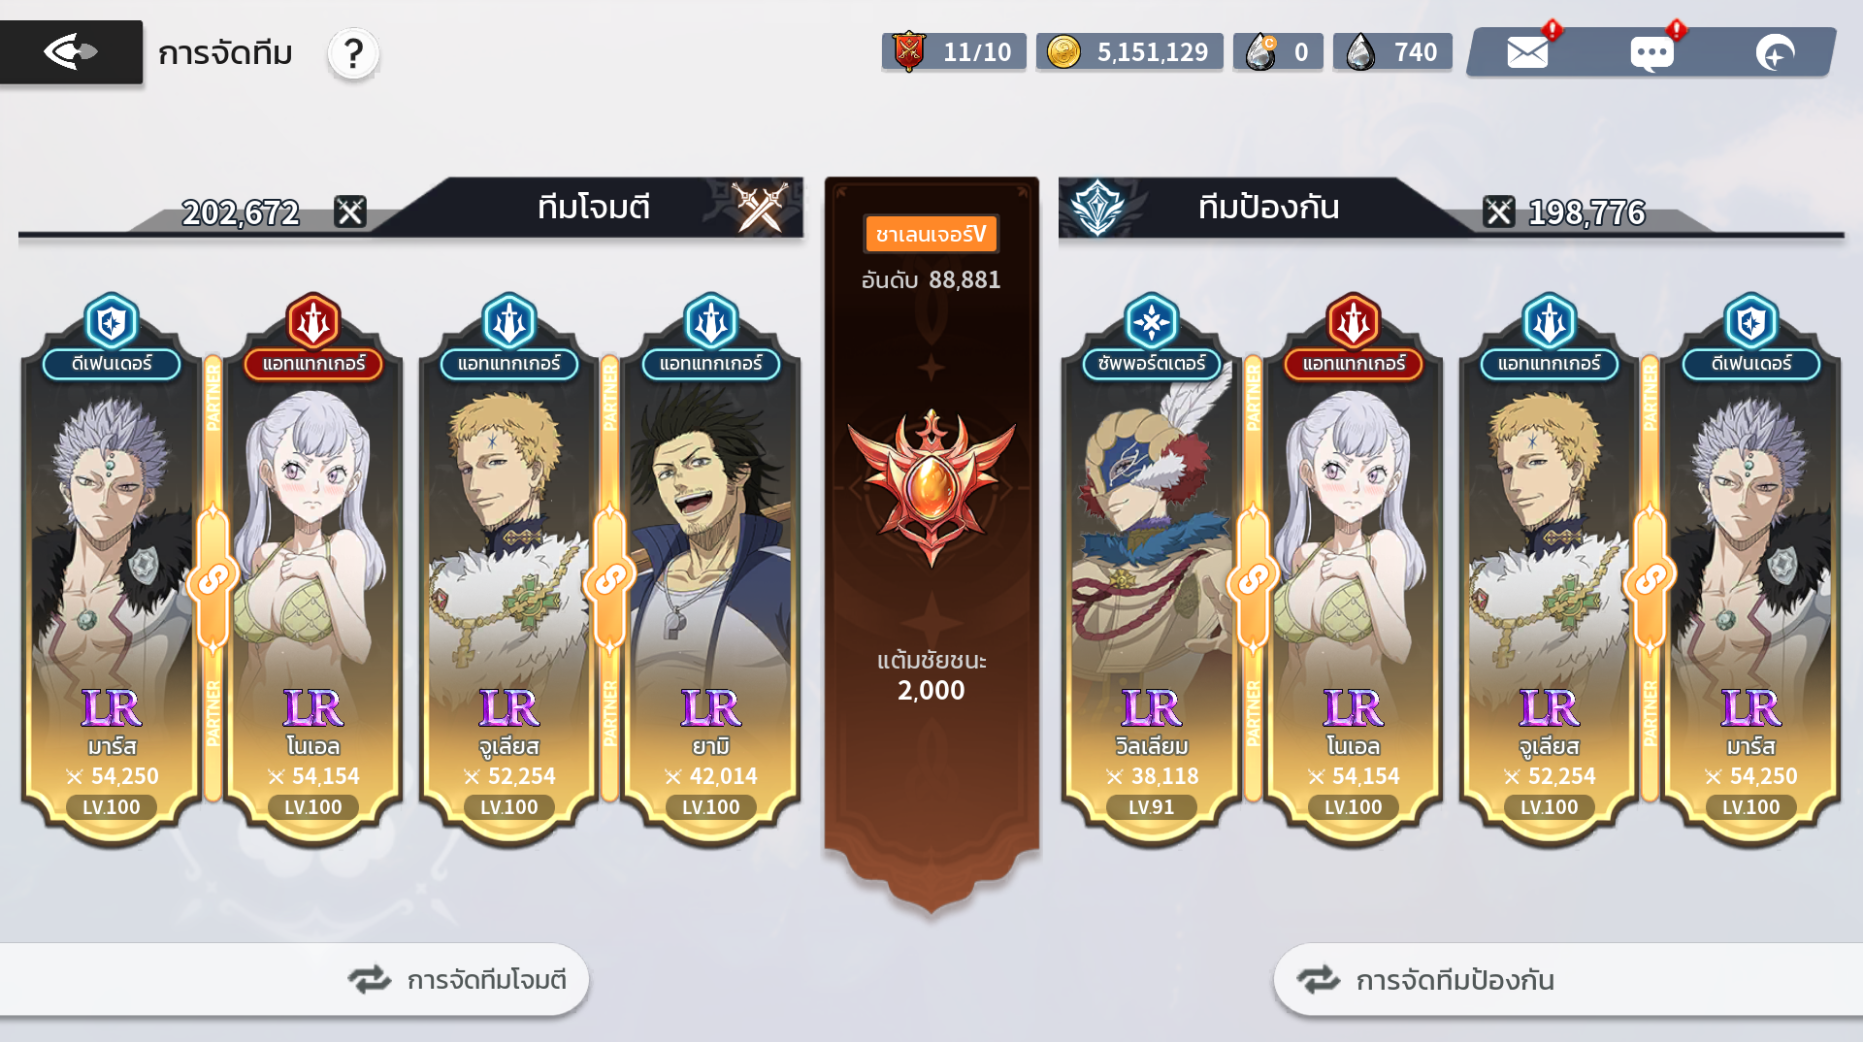 การจัดทีม ?
11/10 5,151,129 0 740
202,672 ทีมโจมตี
ชาเลนเจอร์V
อันดับ 88,881
แต้มชัยชนะ
2,000
ทีมป้องกัน 198,776
ดีเฟนเดอร์
LR
มาร์ส
54,250
LV.100
PARTNER
S
PARTNER
แอทแทกเกอร์
LR
โนเอล
54,154
LV.100
แอทแทกเกอร์
LR
จูเลียส
52,254
LV.100
PARTNER
S
PARTNER
แอทแทกเกอร์
LR
ยามิ
42,014
LV.100
ซัพพอร์ตเตอร์
LR
วิลเลียม
38,118
LV.91
PARTNER
S
PARTNER
แอทแทกเกอร์
LR
โนเอล
54,154
LV.100
แอทแทกเกอร์
LR
จูเลียส
52,254
LV.100
PARTNER
S
PARTNER
ดีเฟนเดอร์
LR
มาร์ส
54,250
LV.100
การจัดทีมโจมตี
การจัดทีมป้องกัน